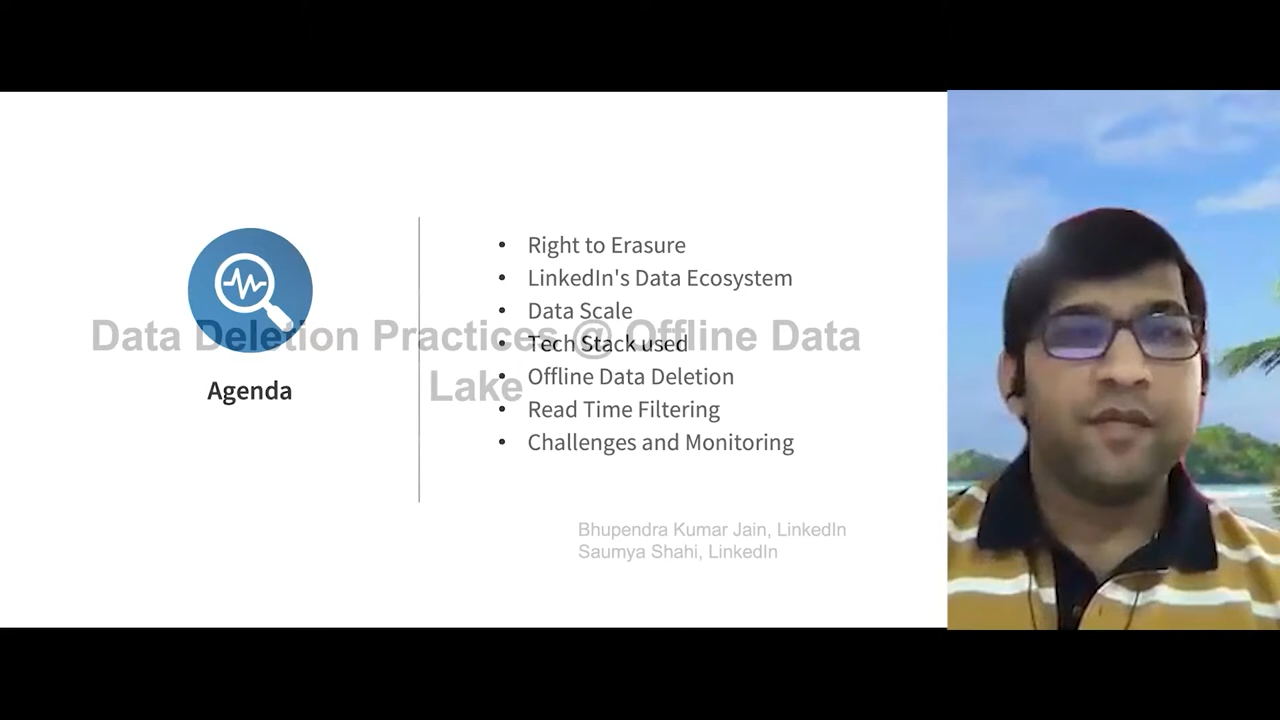 Data Deletion Practices @ Offline Data
Lake
Agenda
• Right to Erasure
• LinkedIn's Data Ecosystem
• Data Scale
• Tech Stack used
• Offline Data Deletion
• Read Time Filtering
• Challenges and Monitoring
Bhupendra Kumar Jain, LinkedIn
Saumya Shahi, LinkedIn